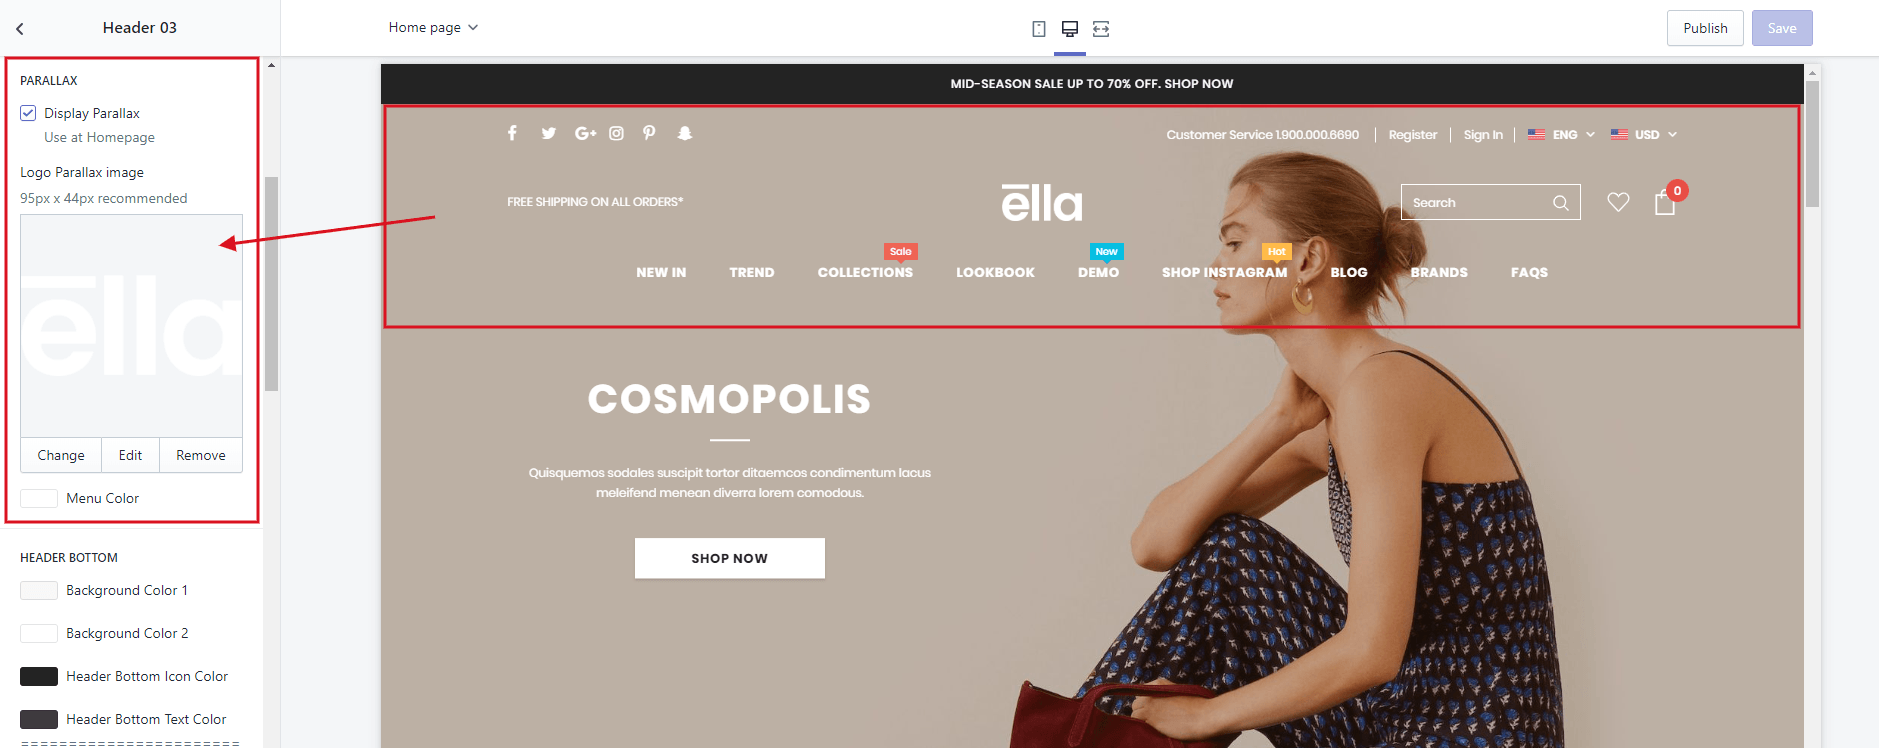 Header 03
Home page
Publish
Save
PARALLAX
Display Parallax
Use at Homepage
Logo Parallax image
95px x 44px recommended
ēlla
Change
Edit
Remove
Menu Color
HEADER BOTTOM
Background Color 1
Background Color 2
Header Bottom Icon Color
Header Bottom Text Color
=======================
MID-SEASON SALE UP TO 70% OFF. SHOP NOW
Customer Service 1.900.000.6690 | Register | Sign In | ENG USD
FREE SHIPPING ON ALL ORDERS*
ēlla
Search
0
Sale
New
Hot
NEW IN TREND COLLECTIONS LOOKBOOK DEMO SHOP INSTAGRAM BLOG BRANDS FAQS
COSMOPOLIS
Quisquemos sodales suscipit tortor ditaemcos condimentum lacus
meleifend menean diverra lorem comodous.
SHOP NOW